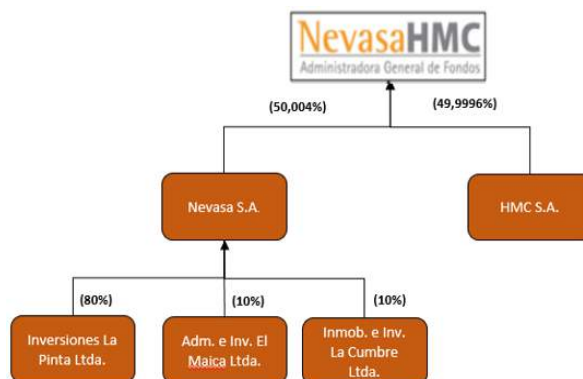 NevasaHMC
Administradora General de Fondos
(50,004%)
(49,9996%)
Nevasa S.A.
HMC S.A.
(80%)
(10%)
(10%)
Inversiones La
Pinta Ltda.
Adm. e Inv. El
Maica Ltda.
Inmob. e Inv.
La Cumbre
Ltda.